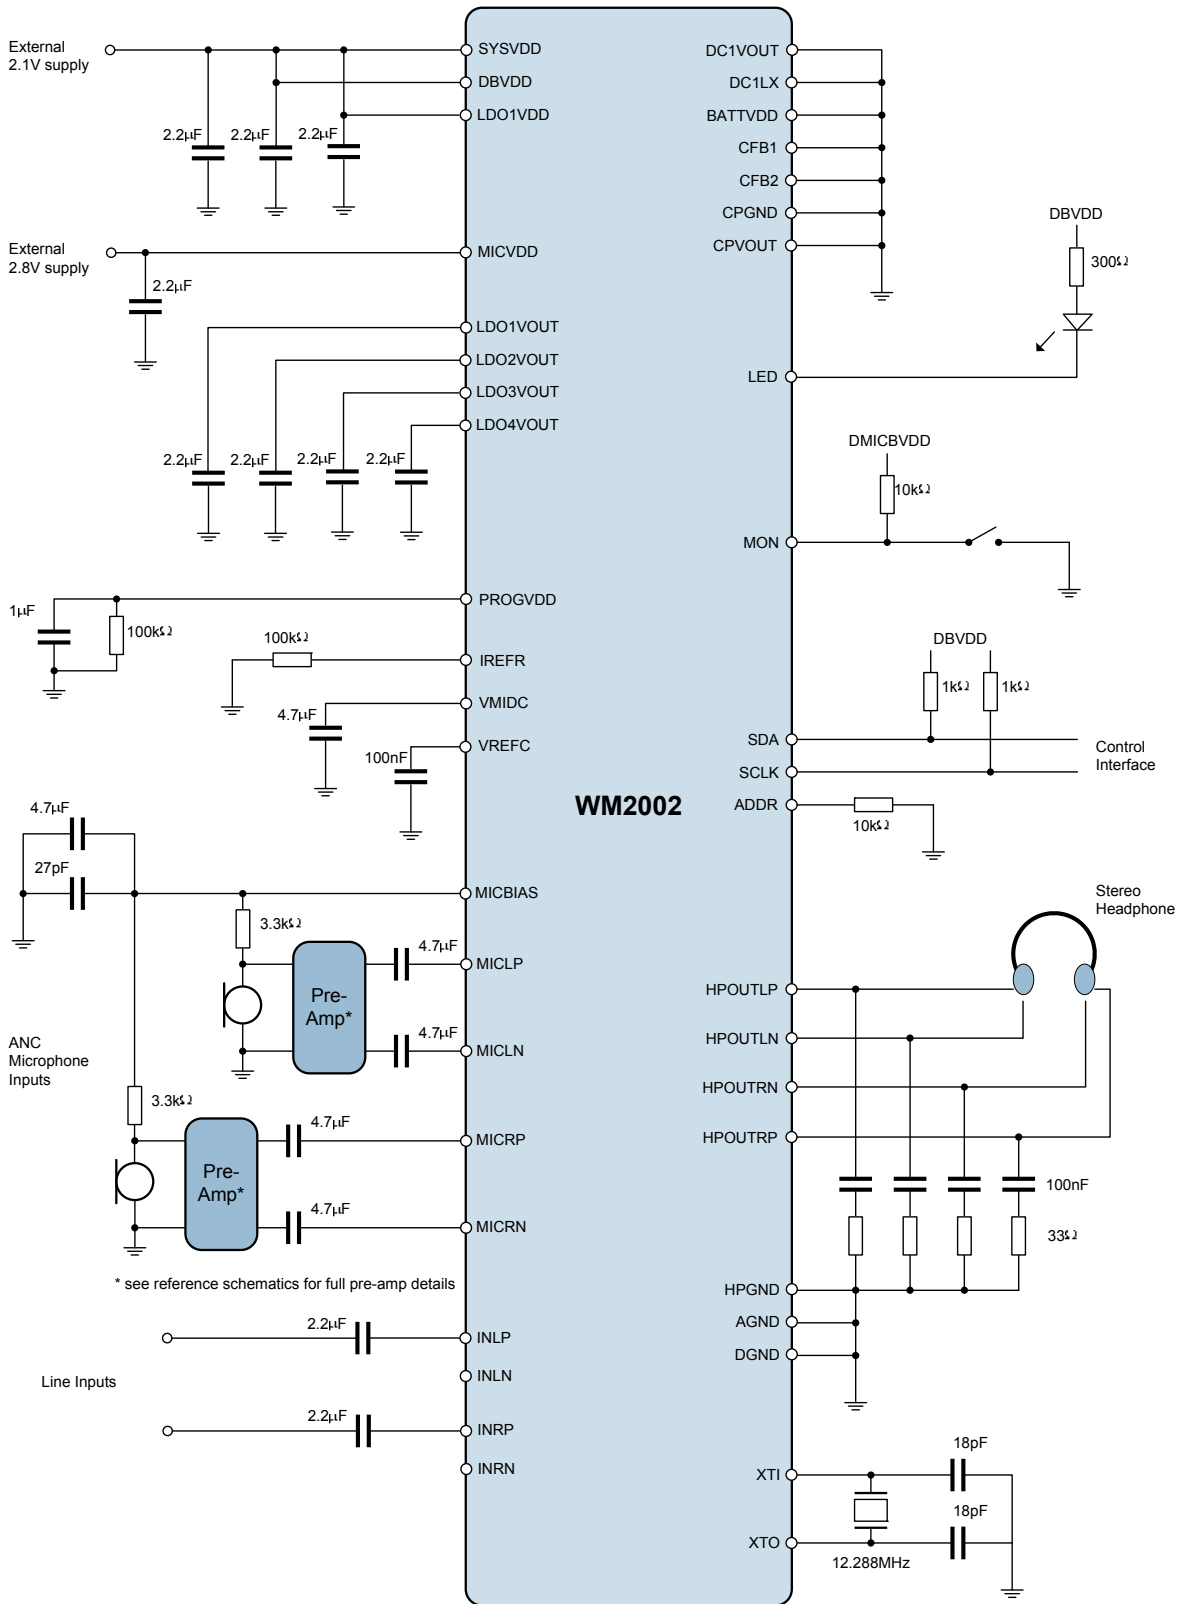 External
2.1V supply
SYSVDD
DBVDD
LDO1VDD
2.2μF
2.2μF
2.2μF
External
2.8V supply
MICVDD
2.2μF
LDO1VOUT
LDO2VOUT
LDO3VOUT
LDO4VOUT
2.2μF
2.2μF
2.2μF
2.2μF
PROGVDD
1μF
100kΩ
100kΩ
IREFR
VMIDC
4.7μF
VREFC
100nF
4.7μF
27pF
MICBIAS
3.3kΩ
4.7μF
MICLP
Pre-
Amp*
4.7μF
MICLN
ANC
Microphone
Inputs
3.3kΩ
4.7μF
MICRP
Pre-
Amp*
4.7μF
MICRN
* see reference schematics for full pre-amp details
2.2μF
INLP
Line Inputs
INLN
2.2μF
INRP
INRN
WM2002
DC1VOUT
DC1LX
BATTVDD
CFB1
CFB2
CPGND
CPVOUT
DBVDD
300Ω
LED
DMICBVDD
10kΩ
MON
DBVDD
1kΩ
1kΩ
SDA
SCLK
Control
Interface
ADDR
10kΩ
Stereo
Headphone
HPOUTLP
HPOUTLN
HPOUTRN
HPOUTRP
100nF
33Ω
HPGND
AGND
DGND
18pF
XTI
18pF
XTO
12.288MHz